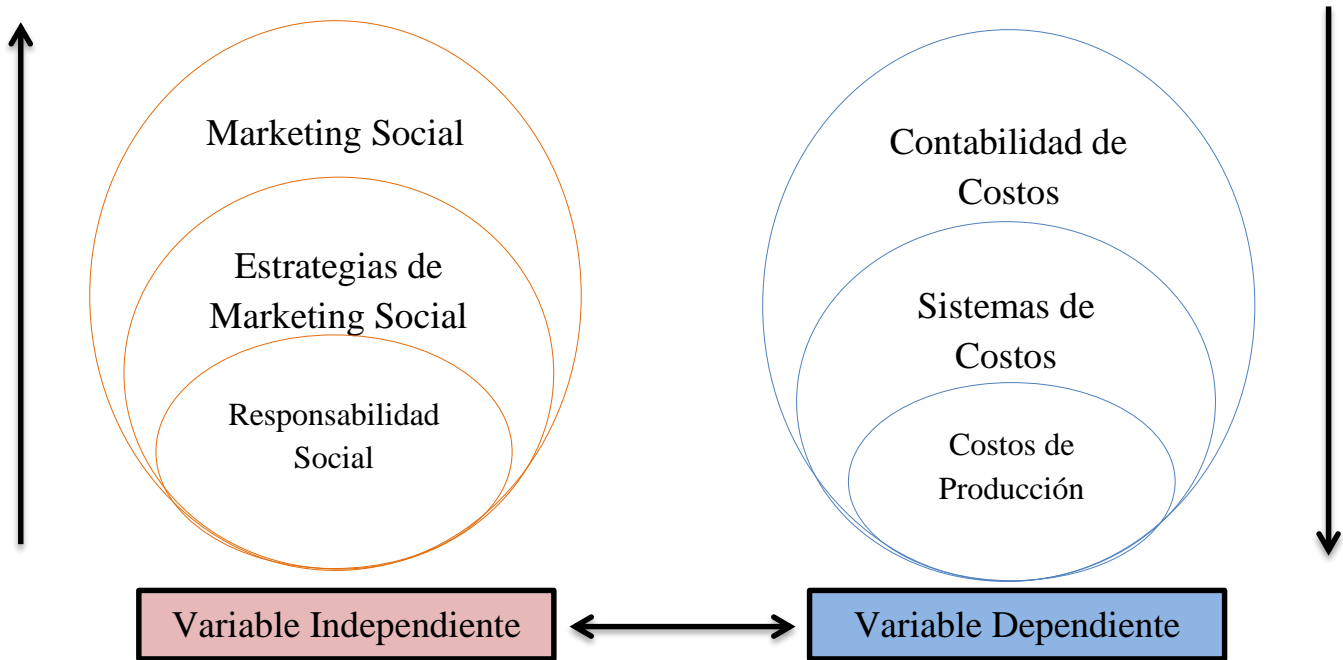 Marketing Social
Estrategias de
Marketing Social
Responsabilidad
Social
Variable Independiente
Contabilidad de
Costos
Sistemas de
Costos
Costos de
Producción
Variable Dependiente